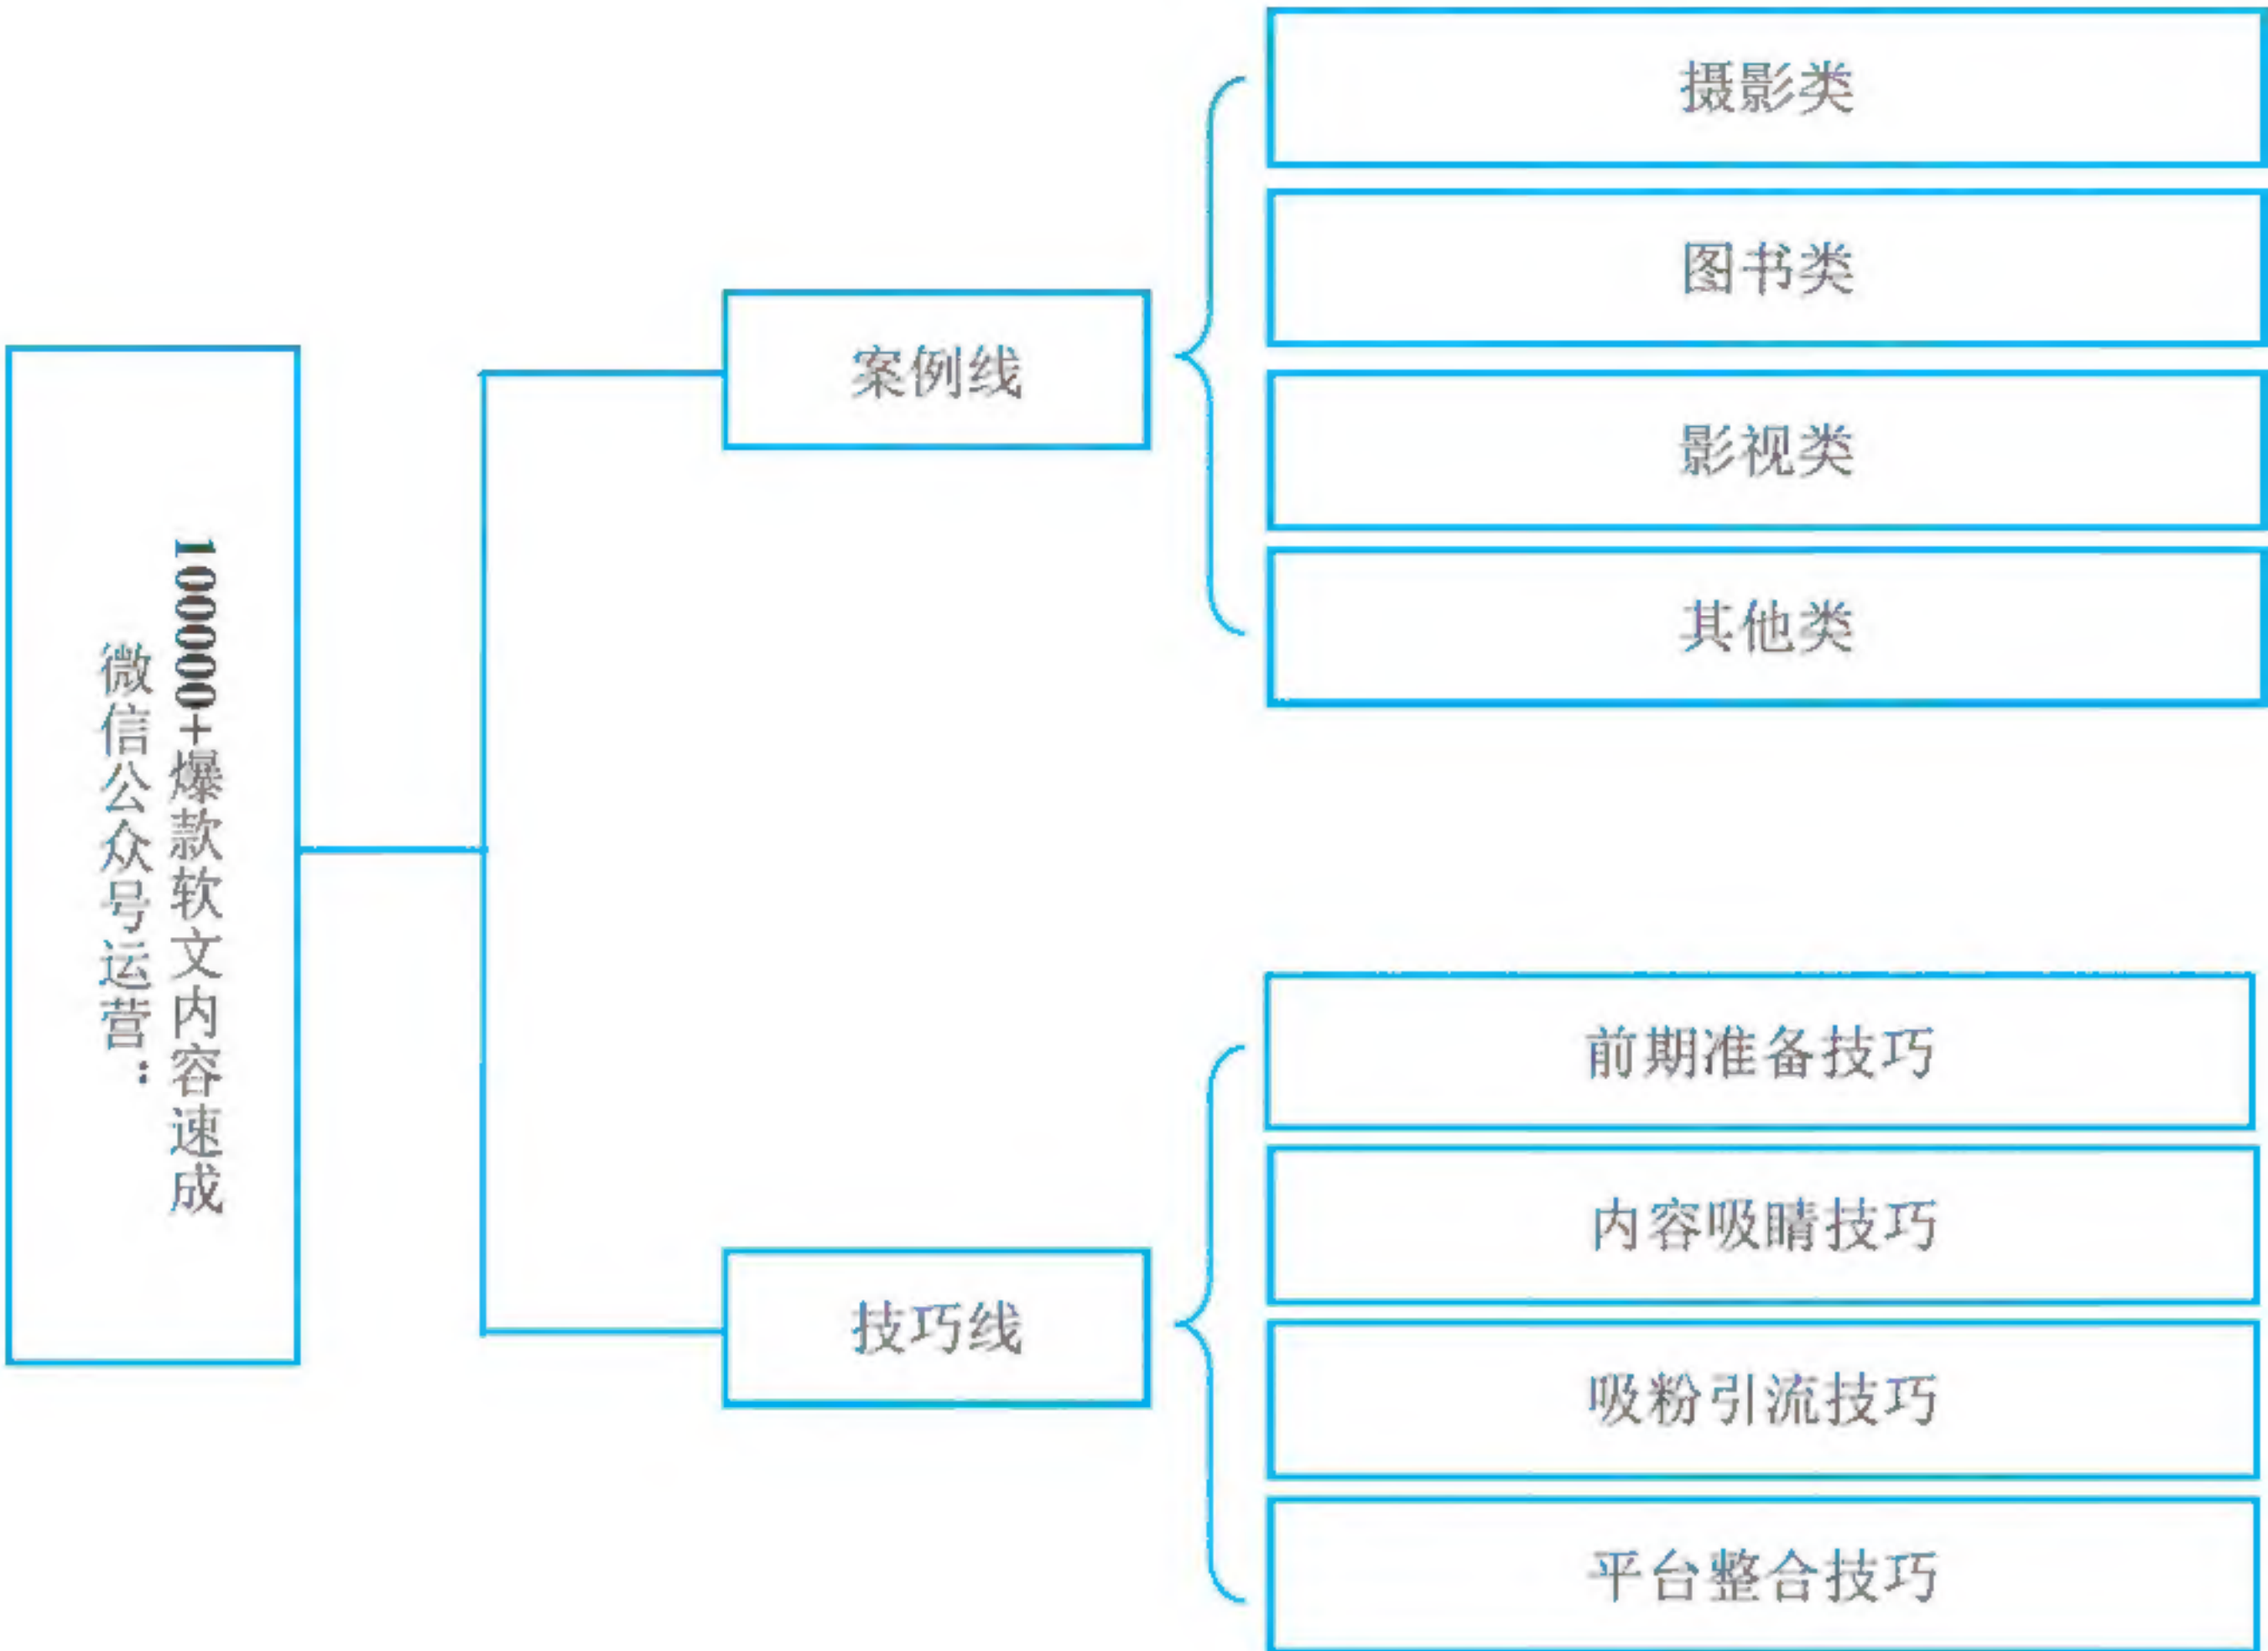 微信公众号运营：
100000+爆款软文内容速成
案例线
摄影类
图书类
影视类
其他类
技巧线
前期准备技巧
内容吸睛技巧
吸粉引流技巧
平台整合技巧